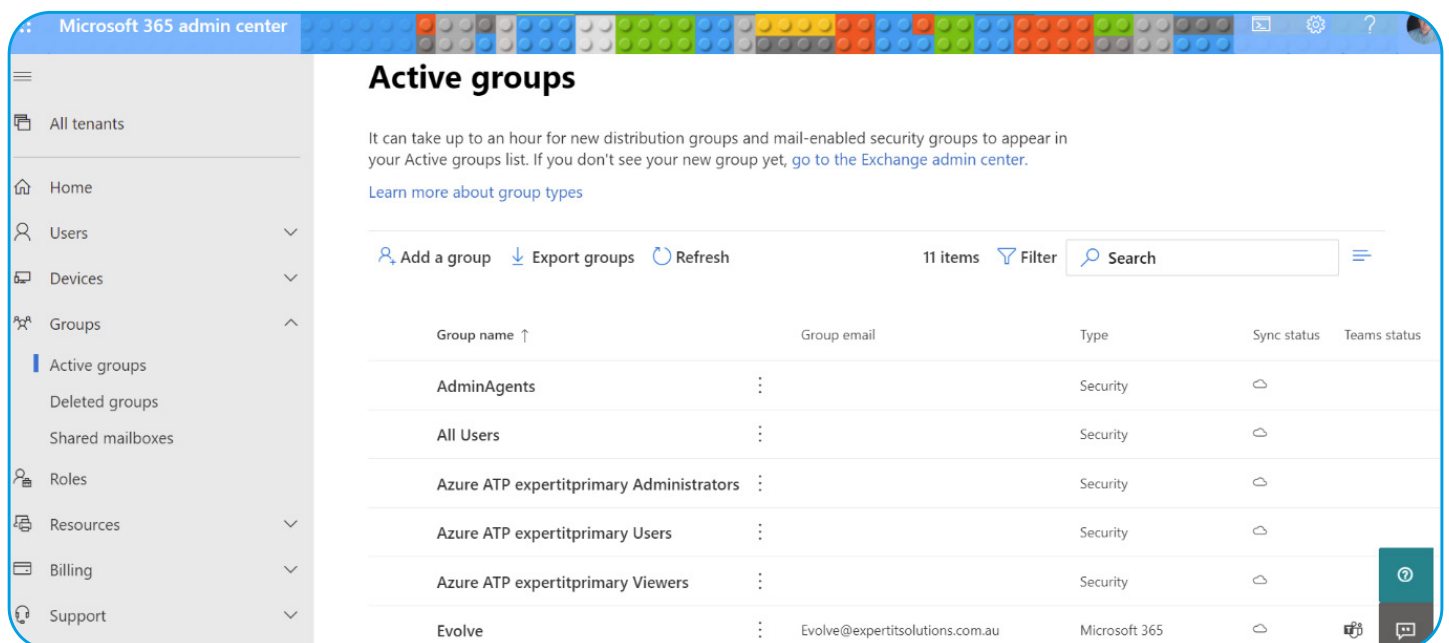 Microsoft 365 admin center
All tenants
Home
Users
Devices
Groups
Active groups
Deleted groups
Shared mailboxes
Roles
Resources
Billing
Support
Active groups
It can take up to an hour for new distribution groups and mail-enabled security groups to appear in
your Active groups list. If you don't see your new group yet, go to the Exchange admin center.
Learn more about group types
Add a group Export groups Refresh 11 items Filter Search
Group name ↑ Group email Type Sync status Teams status
AdminAgents Security
All Users Security
Azure ATP expertitprimary Administrators Security
Azure ATP expertitprimary Users Security
Azure ATP expertitprimary Viewers Security
Evolve Evolve@expertitsolutions.com.au Microsoft 365